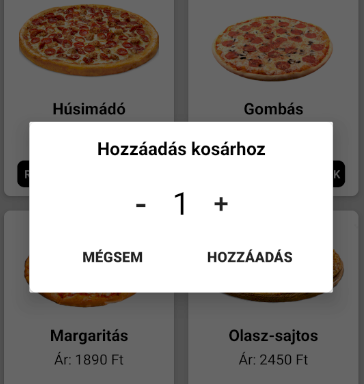 Húsimádó
Gombás
Hozzáadás kosárhoz
- 1 +
MÉGSEM
HOZZÁADÁS
Margaritás
Olasz-sajtos
Ár: 1890 Ft
Ár: 2450 Ft